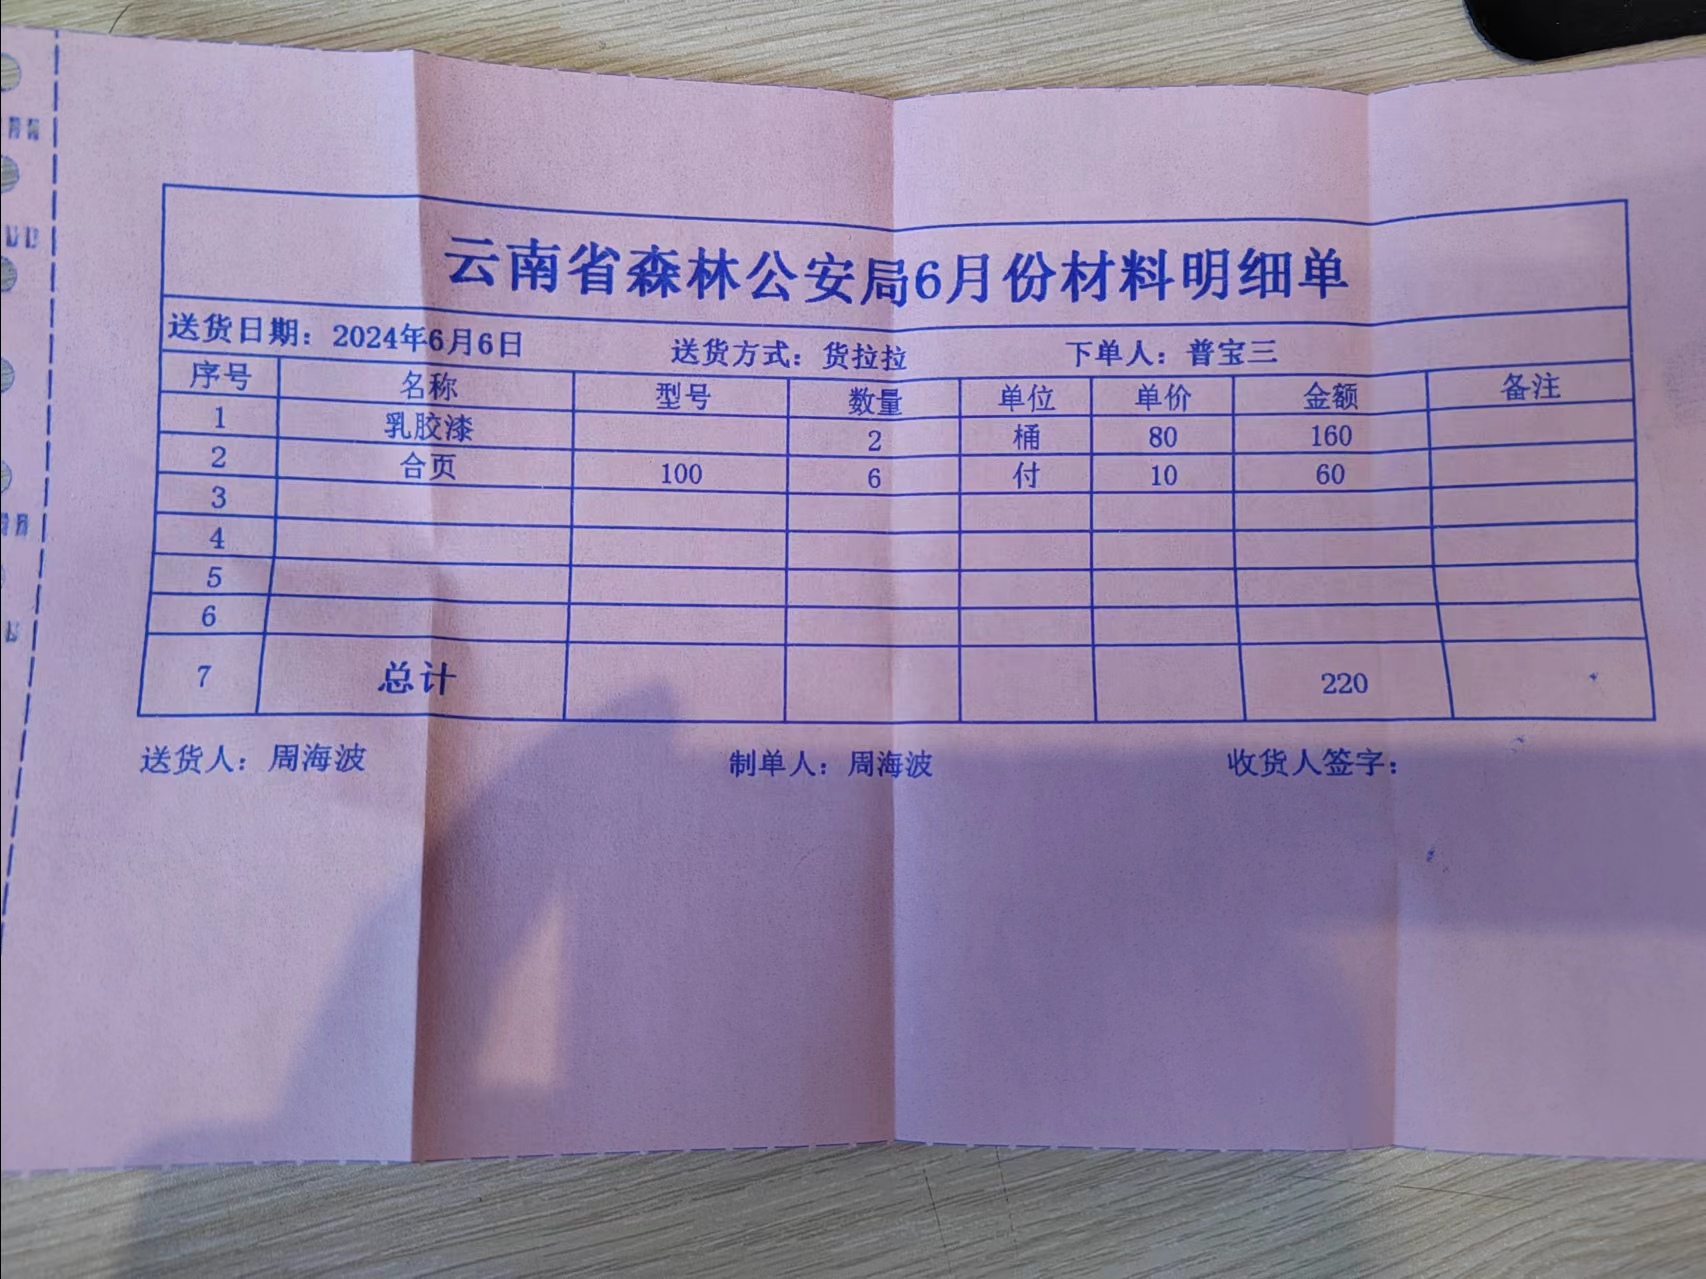 云南省森林公安局6月份材料明细单
送货日期：2024年6月6日 送货方式：货拉拉 下单人：普宝三
序号 名称 型号 数量 单位 单价 金额 备注
1 乳胶漆 2 桶 80 160
2 合页 100 6 付 10 60
3
4
5
6
7 总计 220
送货人：周海波 制单人：周海波 收货人签字：